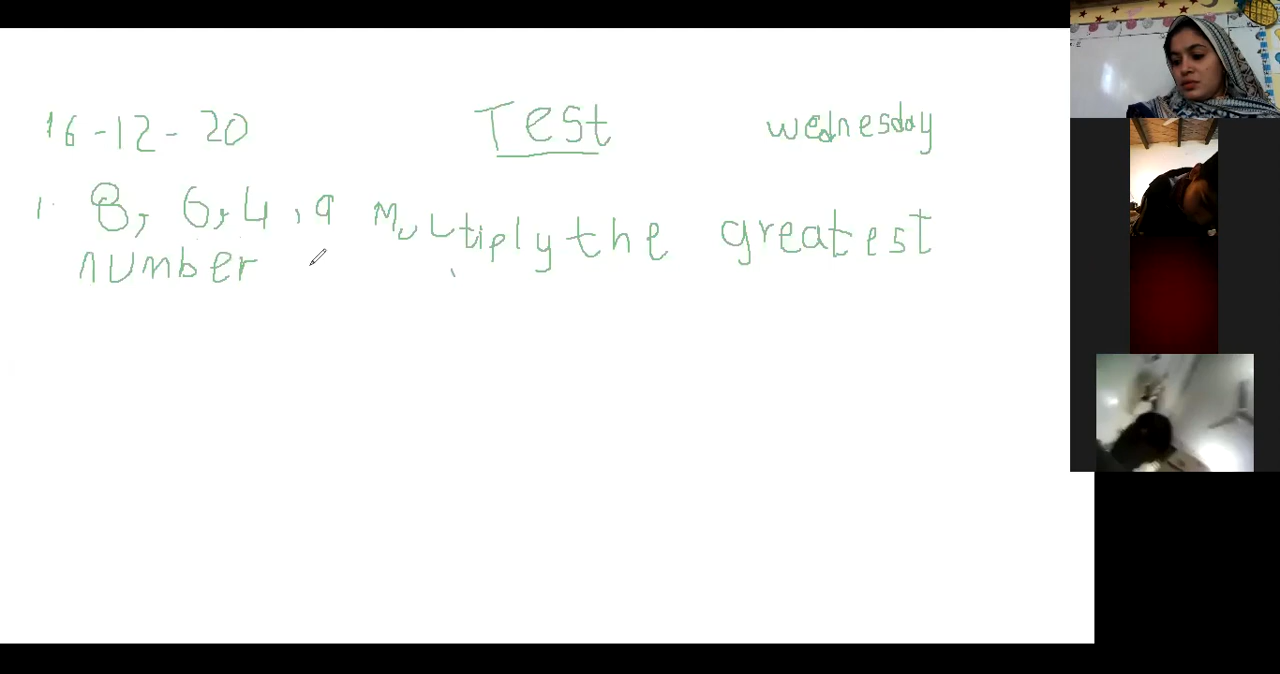 16-12-20 Test wednesday
1. 8, 6, 4, 9 Multiply the greatest
number